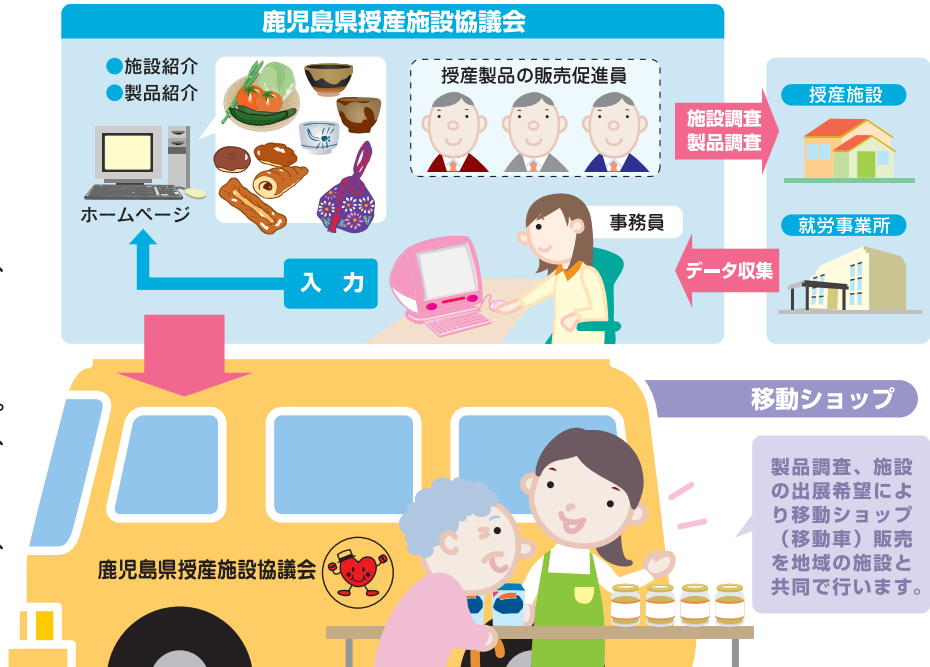 鹿児島県授産施設協議会
●施設紹介
●製品紹介
ホームページ
授産製品の販売促進員
施設調査
製品調査
授産施設
就労事業所
事務員
データ収集
入 力
移動ショップ
製品調査、施設
の出展希望によ
り移動ショップ
（移動車）販売
を地域の施設と
共同で行います。
鹿児島県授産施設協議会